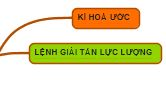 KÍ HOÀ ƯỚC
LỆNH GIẢI TÁN LỰC LƯỢNG